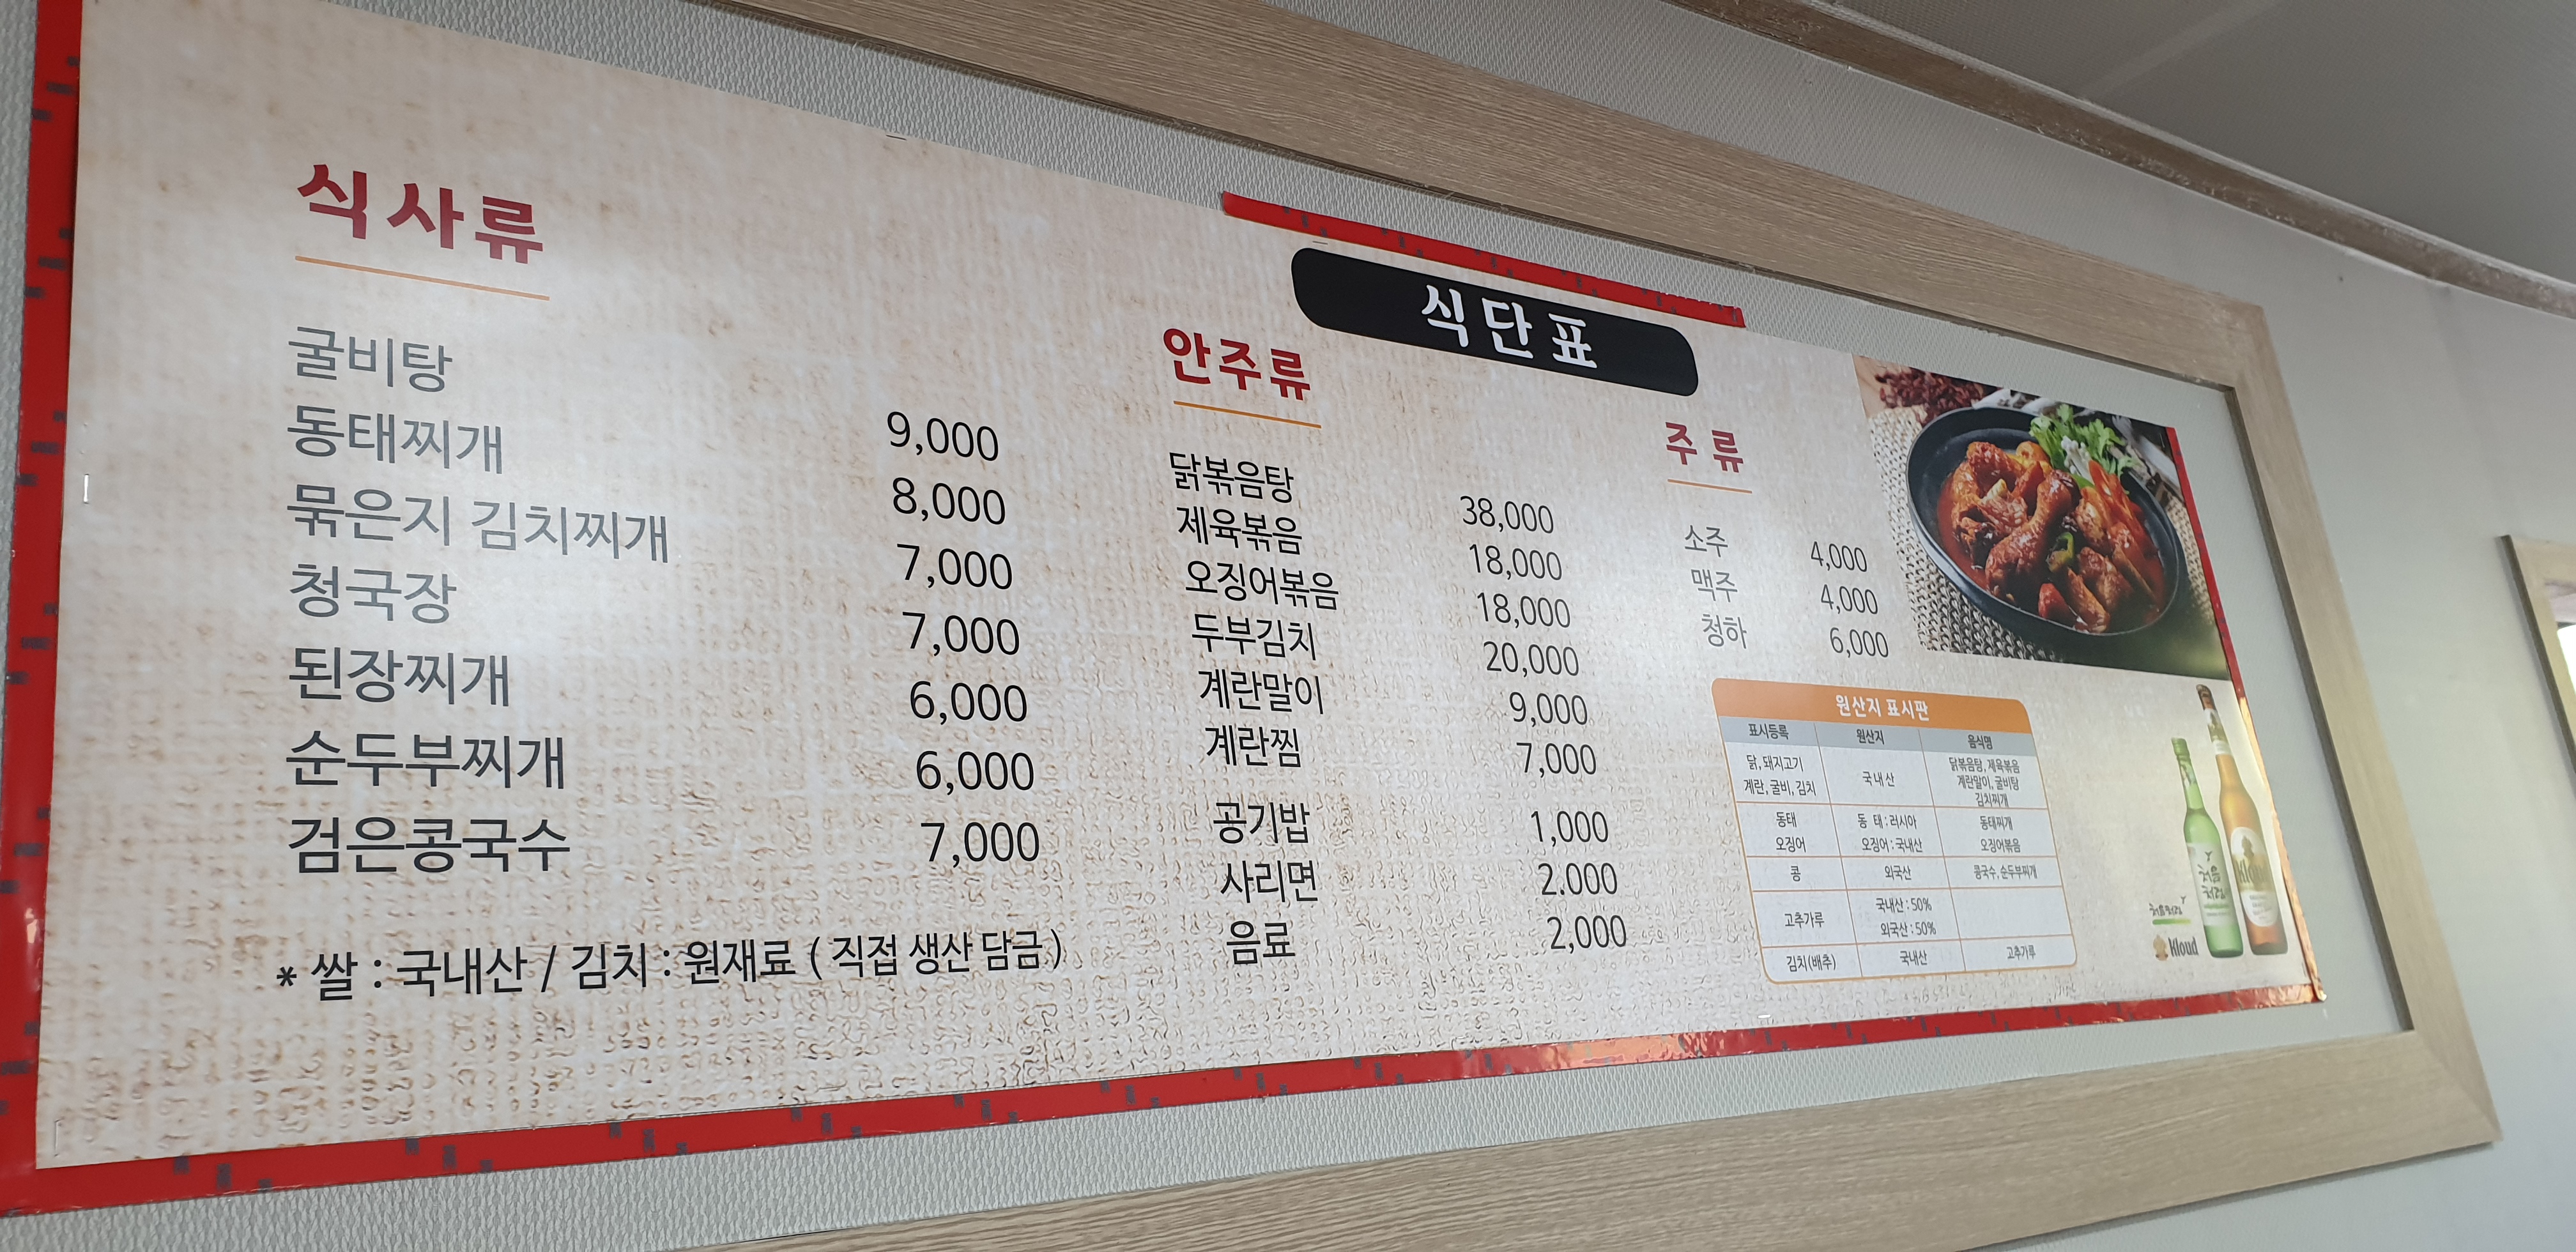 식단표
식사류
굴비탕 9,000
동태찌개 8,000
묶은지 김치찌개 7,000
청국장 7,000
된장찌개 6,000
순두부찌개 6,000
검은콩국수 7,000
* 쌀 : 국내산 / 김치 : 원재료 ( 직접 생산 담금 )
안주류
닭볶음탕 38,000
제육볶음 18,000
오징어볶음 18,000
두부김치 20,000
계란말이 9,000
계란찜 7,000
공기밥 1,000
사리면 2.000
음료 2,000
주류
소주 4,000
맥주 4,000
청하 6,000
원산지 표시판
표시등록 원산지 음식명
닭, 돼지고기
계란, 굴비, 김치
국내산
닭볶음탕, 제육볶음
계란말이, 굴비탕
김치찌개
동태 동 태 : 러시아 동태찌개
오징어 오징어 : 국내산 오징어볶음
콩 외국산 콩국수, 순두부찌개
고추가루
국내산 : 50%
외국산 : 50%
김치(배추) 국내산 고추가루
처음처럼
처음처럼
Kloud
Kloud